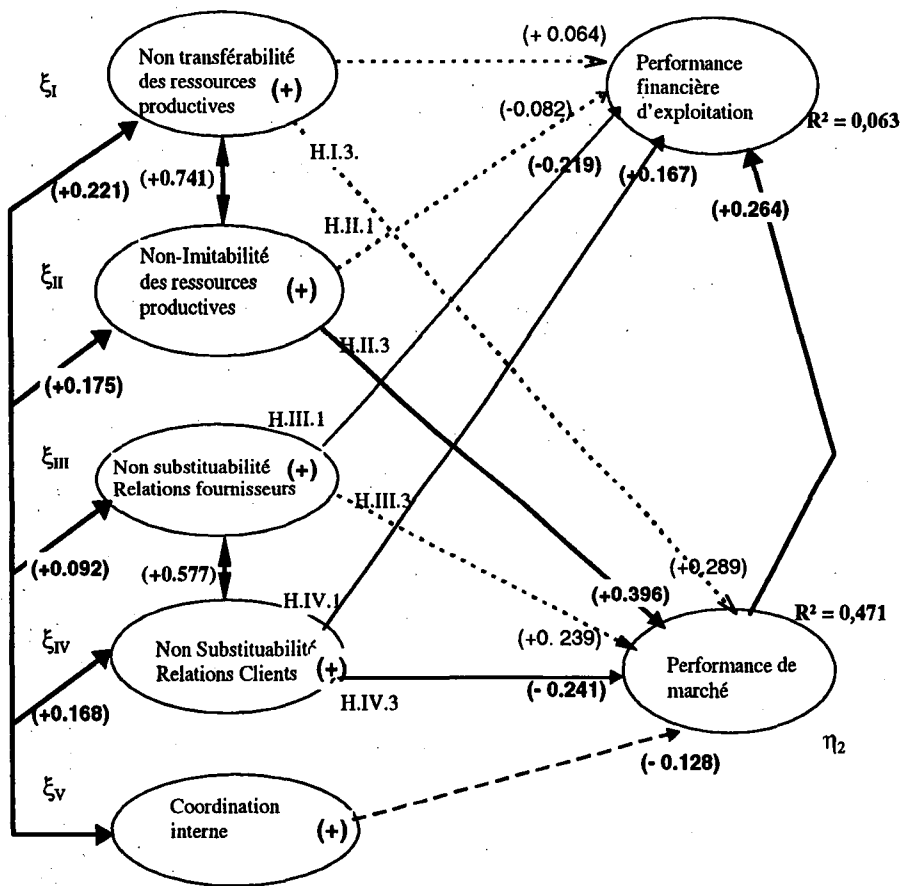 ξI
Non transférabilité
des ressources
productives (+)
(+ 0.064)
Performance
financière
d'exploitation
R² = 0,063
(-0.082)
H.I.3.
(-0.219)
(+0.167)
(+0.221)
(+0.741)
(+0.264)
H.II.1
ξII
Non-Imitabilité
des ressources
productives (+)
H.II.3
(+0.175)
H.III.1
ξIII
Non substituabilité (+)
Relations fournisseurs
H.III.3
(+0.092)
(+0.577)
(+0.289)
H.IV.1
(+0.396)
R² = 0,471
ξIV
Non Substituabilité
Relations Clients (+)
(+0. 239)
Performance de
marché
(- 0.241)
H.IV.3
(+0.168)
η2
(- 0.128)
ξV
Coordination
interne (+)